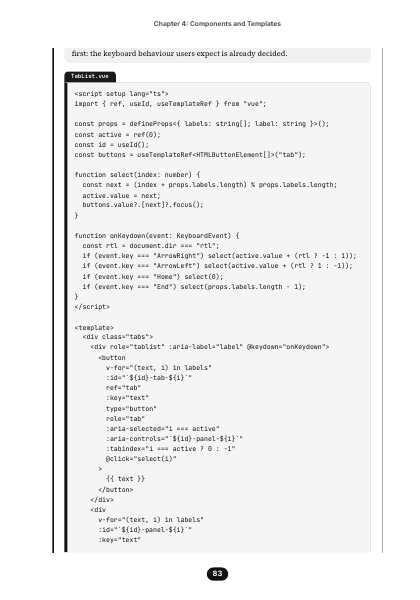 Chapter 4: Components and Templates
first: the keyboard behaviour users expect is already decided.
TabList.vue
<script setup lang="ts">
import { ref, useId, useTemplateRef } from "vue";

const props = defineProps<{ labels: string[]; label: string }>();
const active = ref(0);
const id = useId();
const buttons = useTemplateRef<HTMLButtonElement[]>("tab");

function select(index: number) {
  const next = (index + props.labels.length) % props.labels.length;
  active.value = next;
  buttons.value?.[next]?.focus();
}

function onKeydown(event: KeyboardEvent) {
  const rtl = document.dir === "rtl";
  if (event.key === "ArrowRight") select(active.value + (rtl ? -1 : 1));
  if (event.key === "ArrowLeft") select(active.value + (rtl ? 1 : -1));
  if (event.key === "Home") select(0);
  if (event.key === "End") select(props.labels.length - 1);
}
</script>

<template>
  <div class="tabs">
    <div role="tablist" :aria-label="label" @keydown="onKeydown">
      <button
        v-for="(text, i) in labels"
        :id="`${id}-tab-${i}`"
        ref="tab"
        :key="text"
        type="button"
        role="tab"
        :aria-selected="i === active"
        :aria-controls="`${id}-panel-${i}`"
        :tabindex="i === active ? 0 : -1"
        @click="select(i)"
      >
        {{ text }}
      </button>
    </div>
    <div
      v-for="(text, i) in labels"
      :id="`${id}-panel-${i}`"
      :key="text"
83